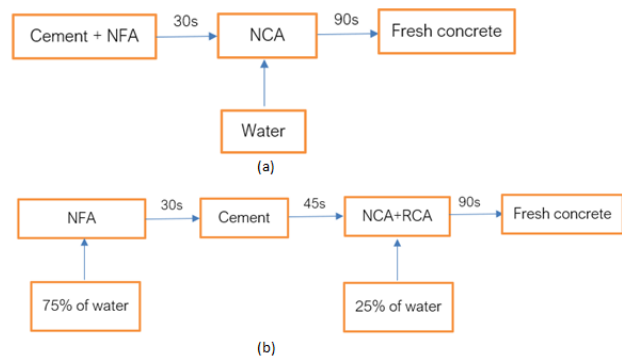 30s
90s
Cement + NFA
NCA
Fresh concrete
Water
(a)
30s
45s
90s
NFA
Cement
NCA+RCA
Fresh concrete
75% of water
25% of water
(b)